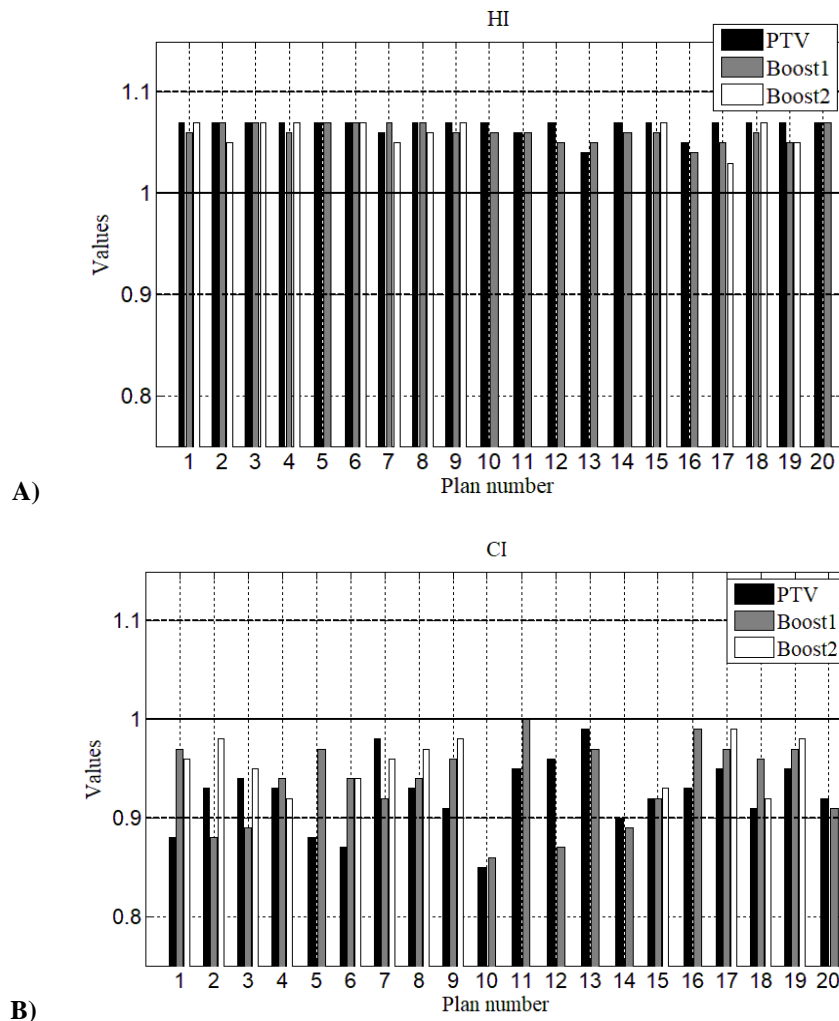 HI
PTV
Boost1
Boost2
1.1
1
0.9
0.8
Values
1 2 3 4 5 6 7 8 9 10 11 12 13 14 15 16 17 18 19 20
Plan number
A)
CI
PTV
Boost1
Boost2
1.1
1
0.9
0.8
Values
1 2 3 4 5 6 7 8 9 10 11 12 13 14 15 16 17 18 19 20
Plan number
B)